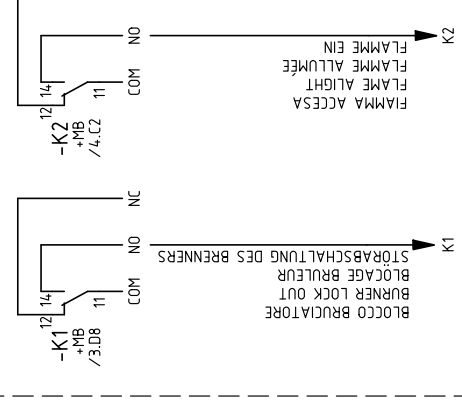 NO
K2
FIAMMA ACCESA
FLAME ALIGHT
FLAMME ALLUMÉE
FLAMME EIN
14
12
11
COM
-K2
+MB
/4.C2
NC
NO
K1
BLOCCO BRUCIATORE
BURNER LOCK OUT
BLOCAGE BRULEUR
STÖRABSCHALTUNG DES BRENNERS
14
12
11
COM
-K1
+MB
/3.D8